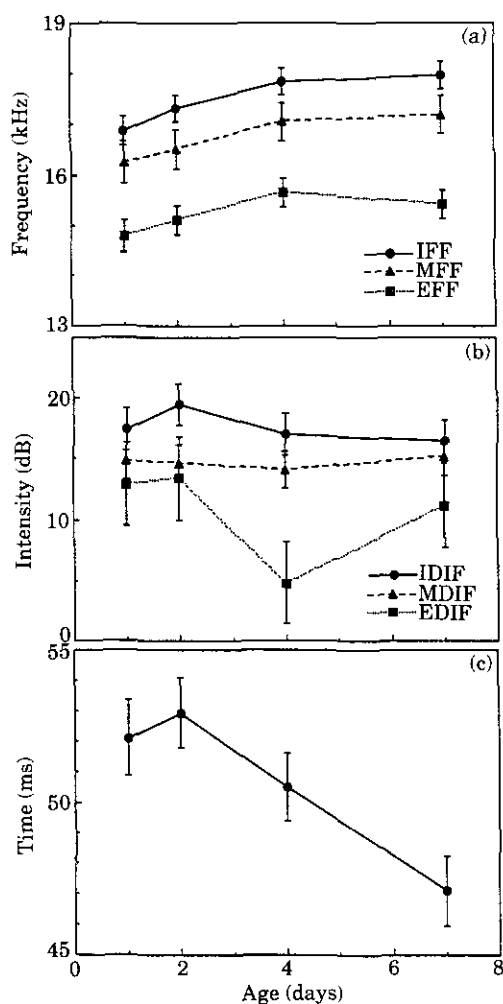 19
(a)
16
13
Frequency (kHz)
IFF
MFF
EFF
(b)
20
10
0
Intensity (dB)
IDIF
MDIF
EDIF
55
(c)
50
45
Time (ms)
0 2 4 6 8
Age (days)